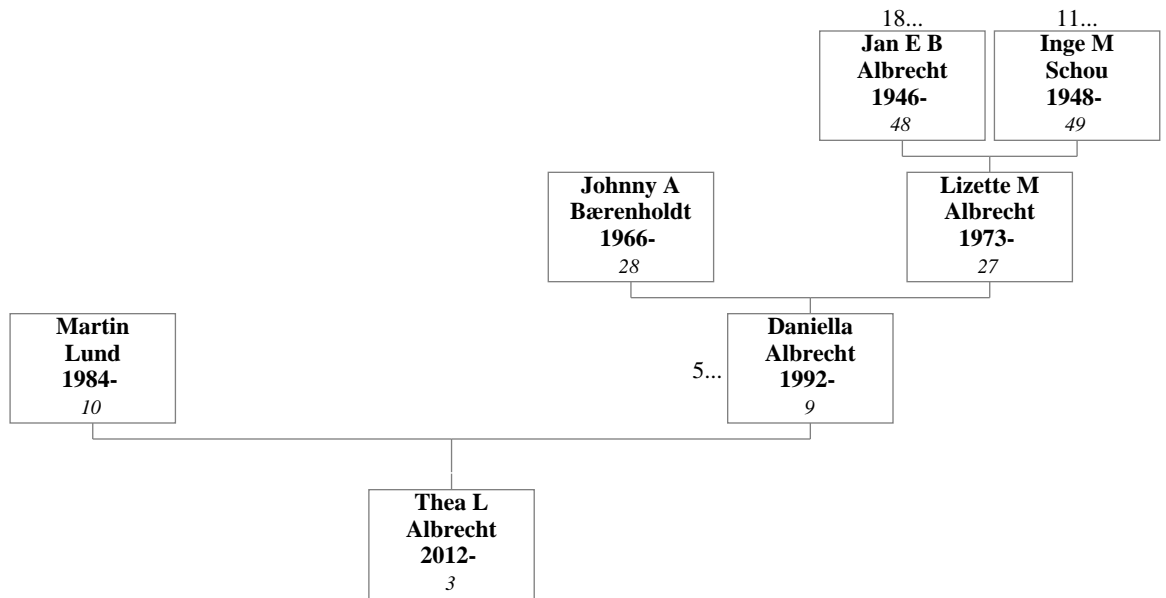 18...
11...
Jan E B
Albrecht
1946-
48
Inge M
Schou
1948-
49
Johnny A
Bærenholdt
1966-
28
Lizette M
Albrecht
1973-
27
Martin
Lund
1984-
10
5...
Daniella
Albrecht
1992-
9
Thea L
Albrecht
2012-
3